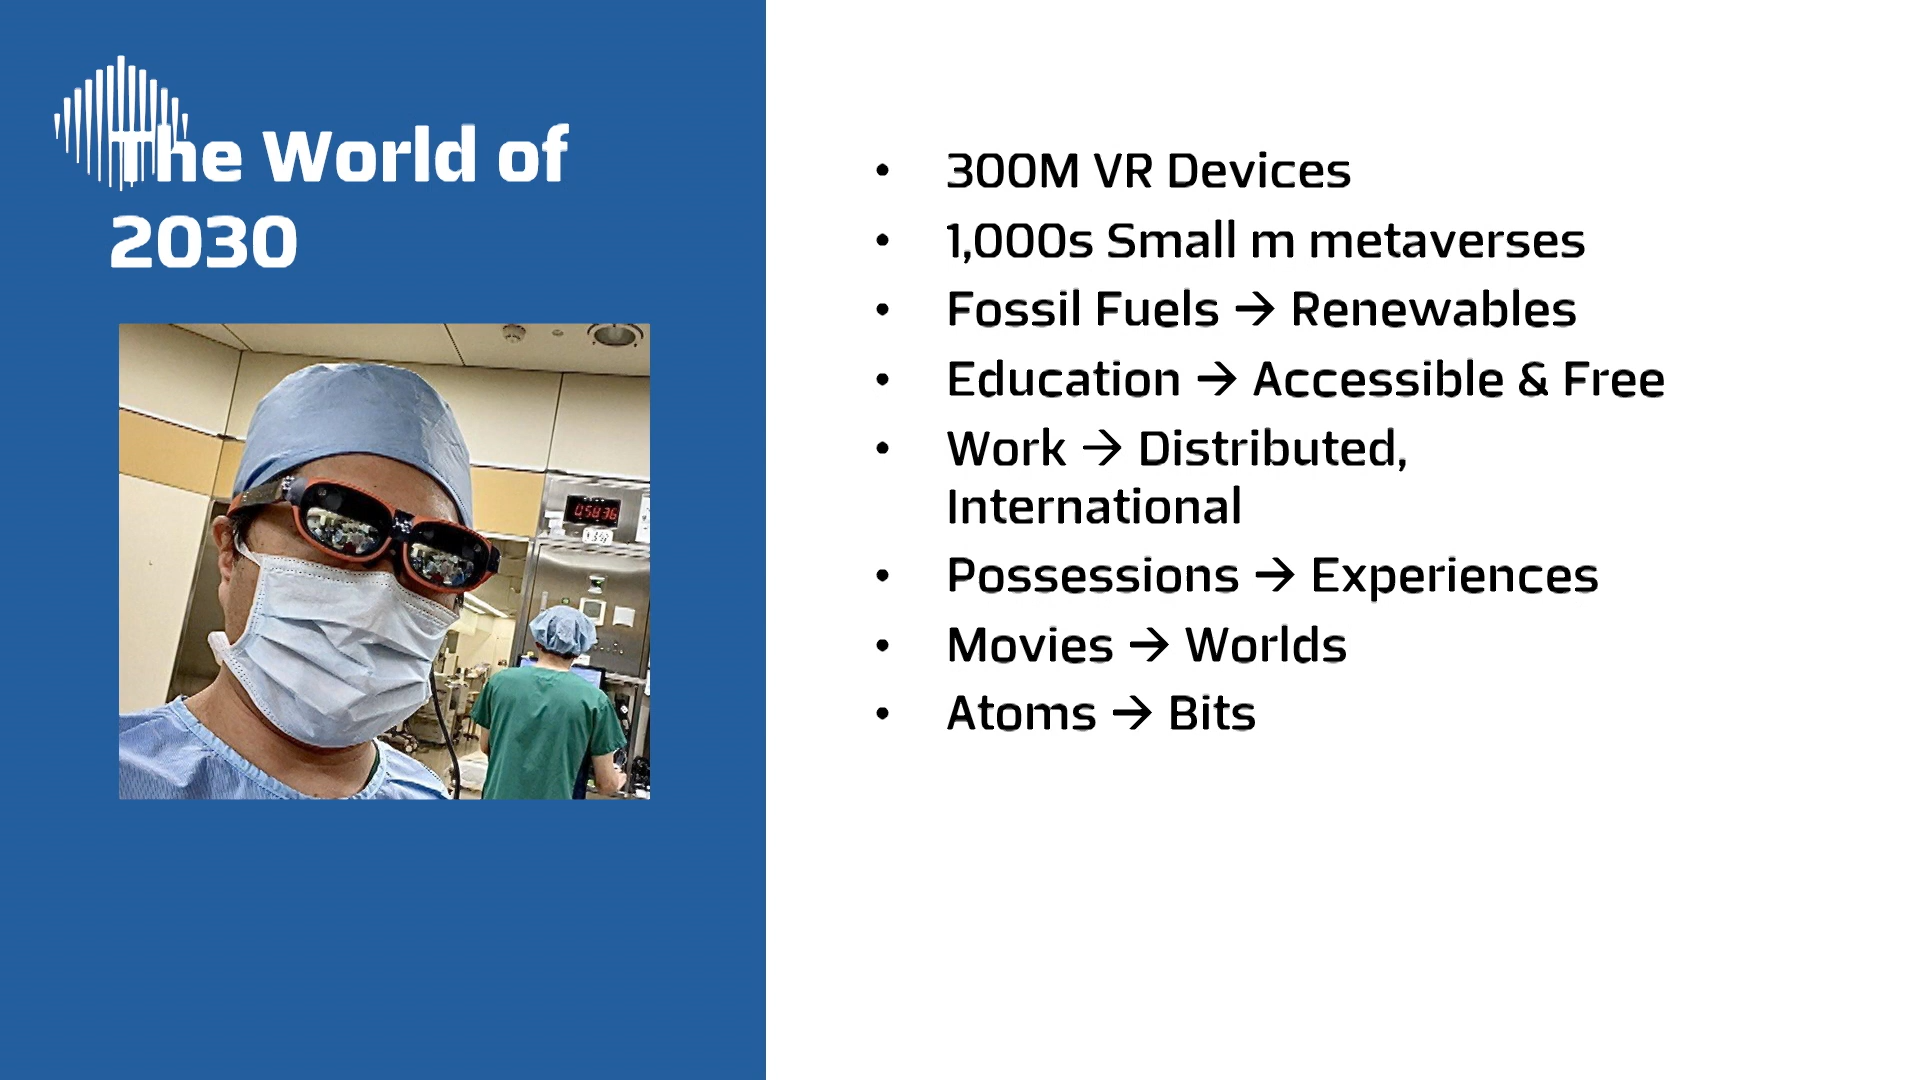 The World of
2030
• 300M VR Devices
• 1,000s Small m metaverses
• Fossil Fuels → Renewables
• Education → Accessible & Free
• Work → Distributed,
International
• Possessions → Experiences
• Movies → Worlds
• Atoms → Bits